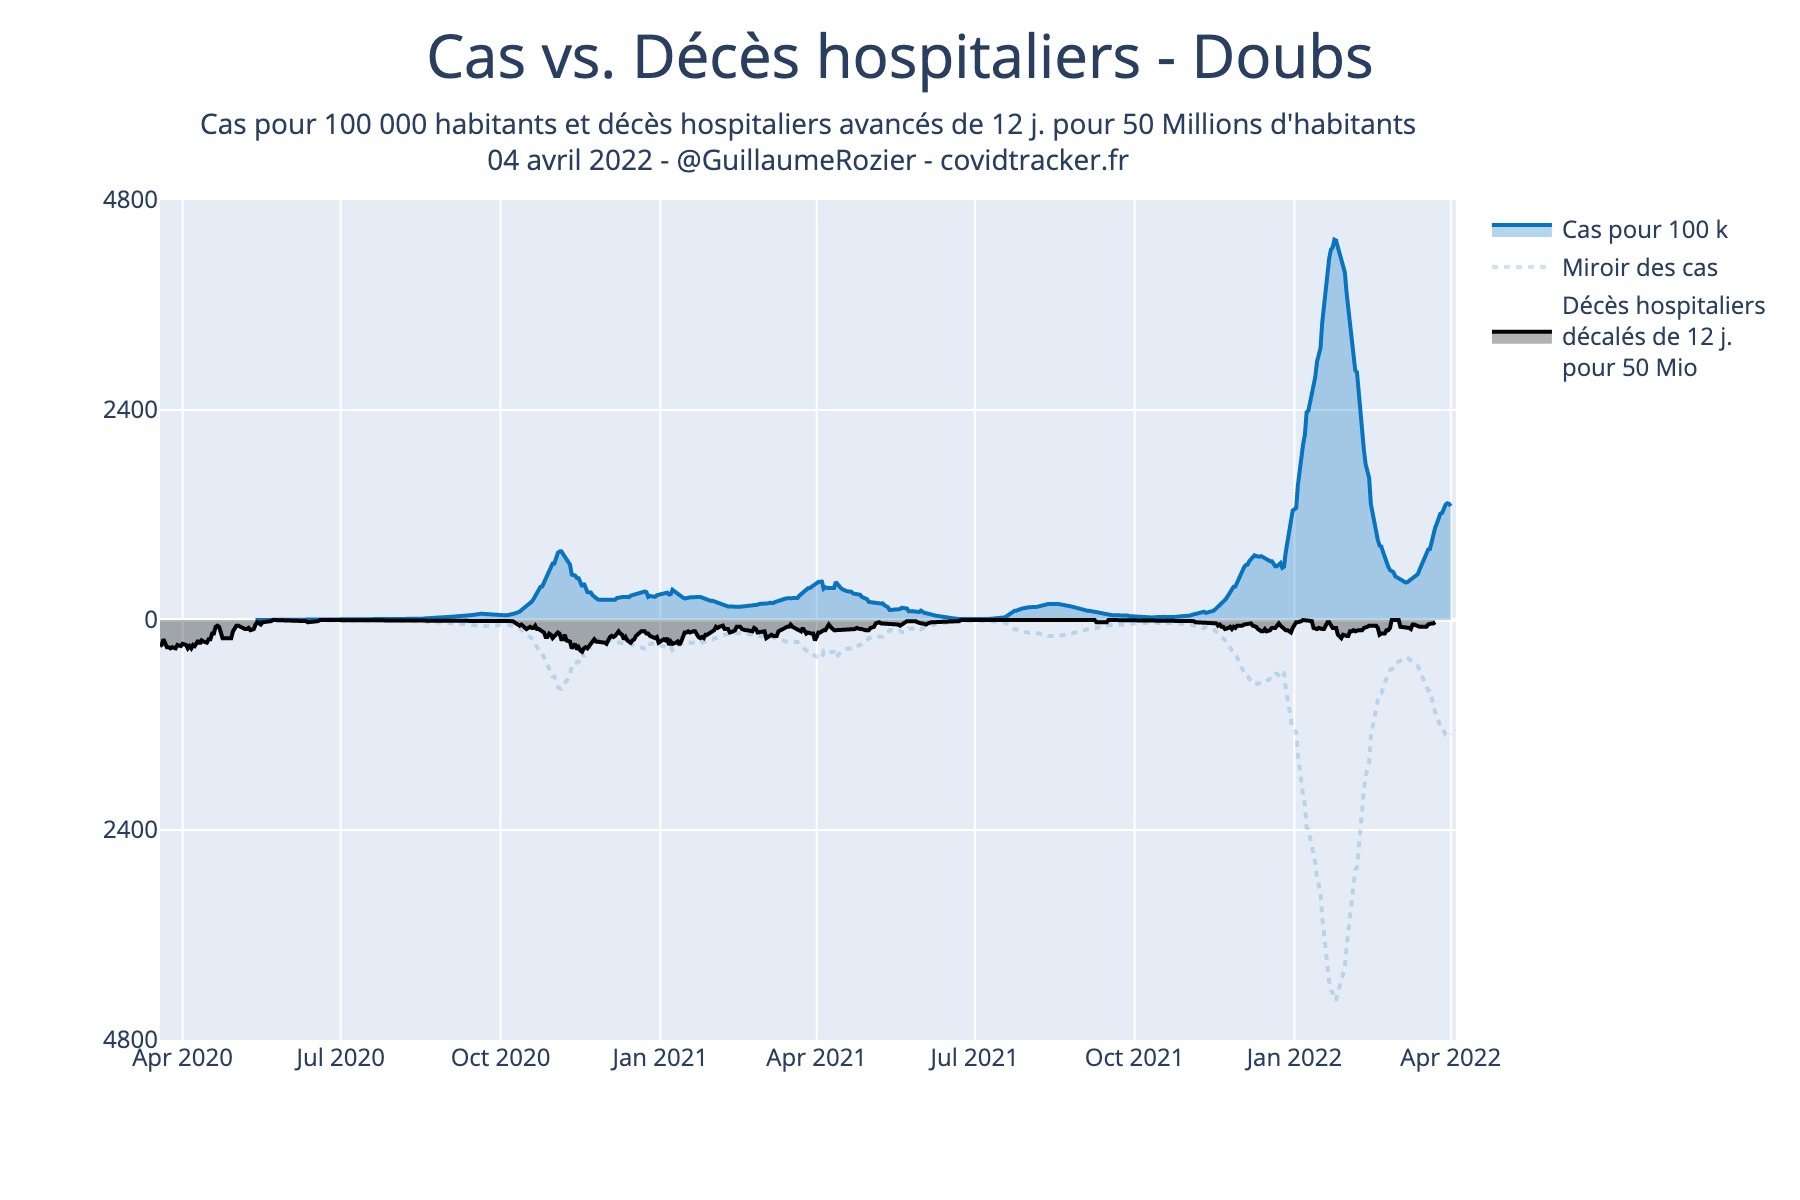 Cas vs. Décès hospitaliers - Doubs
Cas pour 100 000 habitants et décès hospitaliers avancés de 12 j. pour 50 Millions d'habitants
04 avril 2022 - @GuillaumeRozier - covidtracker.fr
4800
2400
0
2400
4800
Apr 2020
Jul 2020
Oct 2020
Jan 2021
Apr 2021
Jul 2021
Oct 2021
Jan 2022
Apr 2022
Cas pour 100 k
Miroir des cas
Décès hospitaliers
décalés de 12 j.
pour 50 Mio